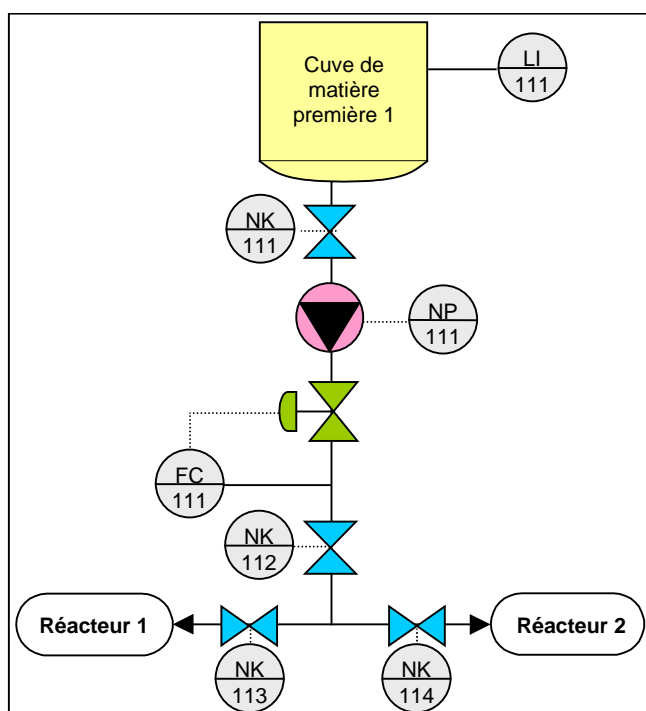 Cuve de
matière
première 1
LI
111
NK
111
NP
111
FC
111
NK
112
Réacteur 1
Réacteur 2
NK
113
NK
114